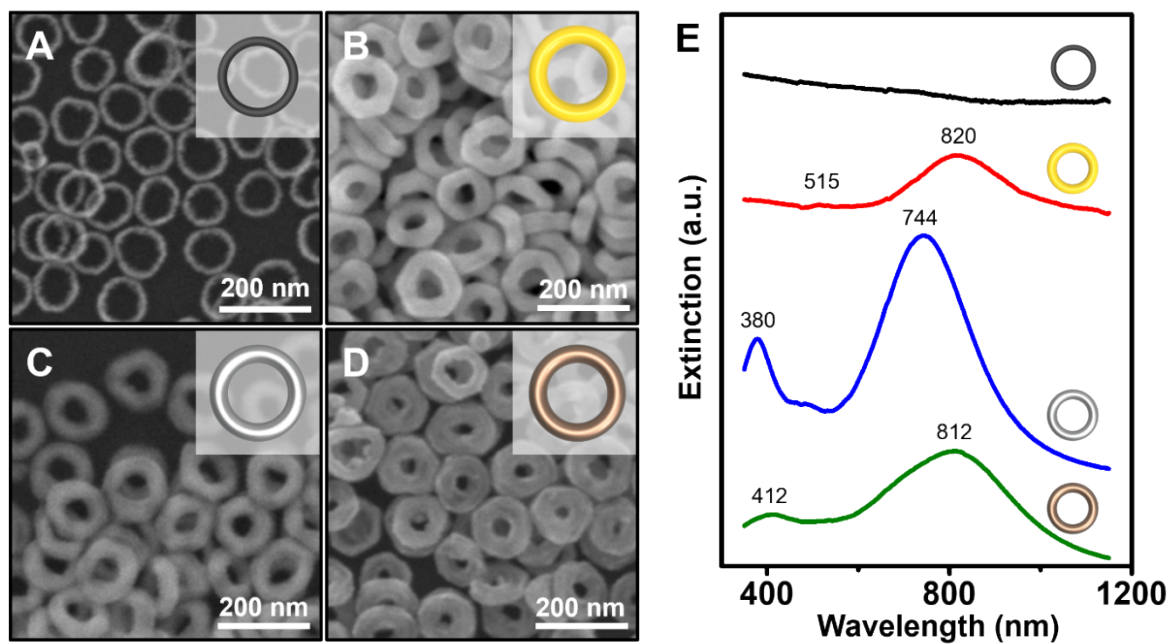 A
B
200 nm
200 nm
C
D
200 nm
200 nm
E
820
515
744
380
812
412
400
800
1200
Wavelength (nm)
Extinction (a.u.)